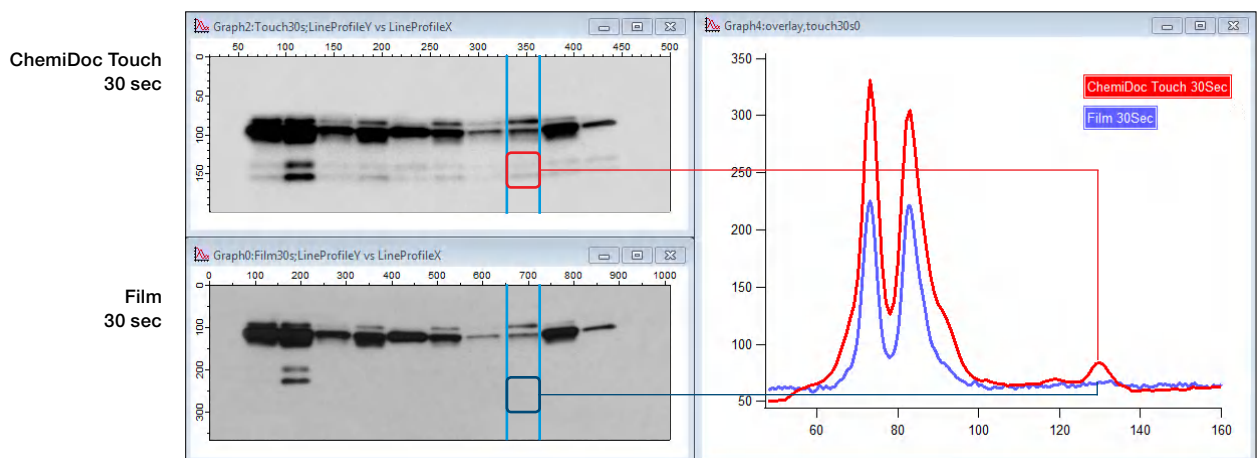 ChemiDoc Touch
30 sec
Graph2:Touch30s;LineProfileY vs LineProfileX
50 100 150 200 250 300 350 400 450 500
0
50
100
150
Film
30 sec
Graph0:Film30s;LineProfileY vs LineProfileX
0 100 200 300 400 500 600 700 800 900 1000
0
100
200
300
Graph4:overlay,touch30s0
350
300
250
200
150
100
50
60 80 100 120 140 160
ChemiDoc Touch 30Sec
Film 30Sec